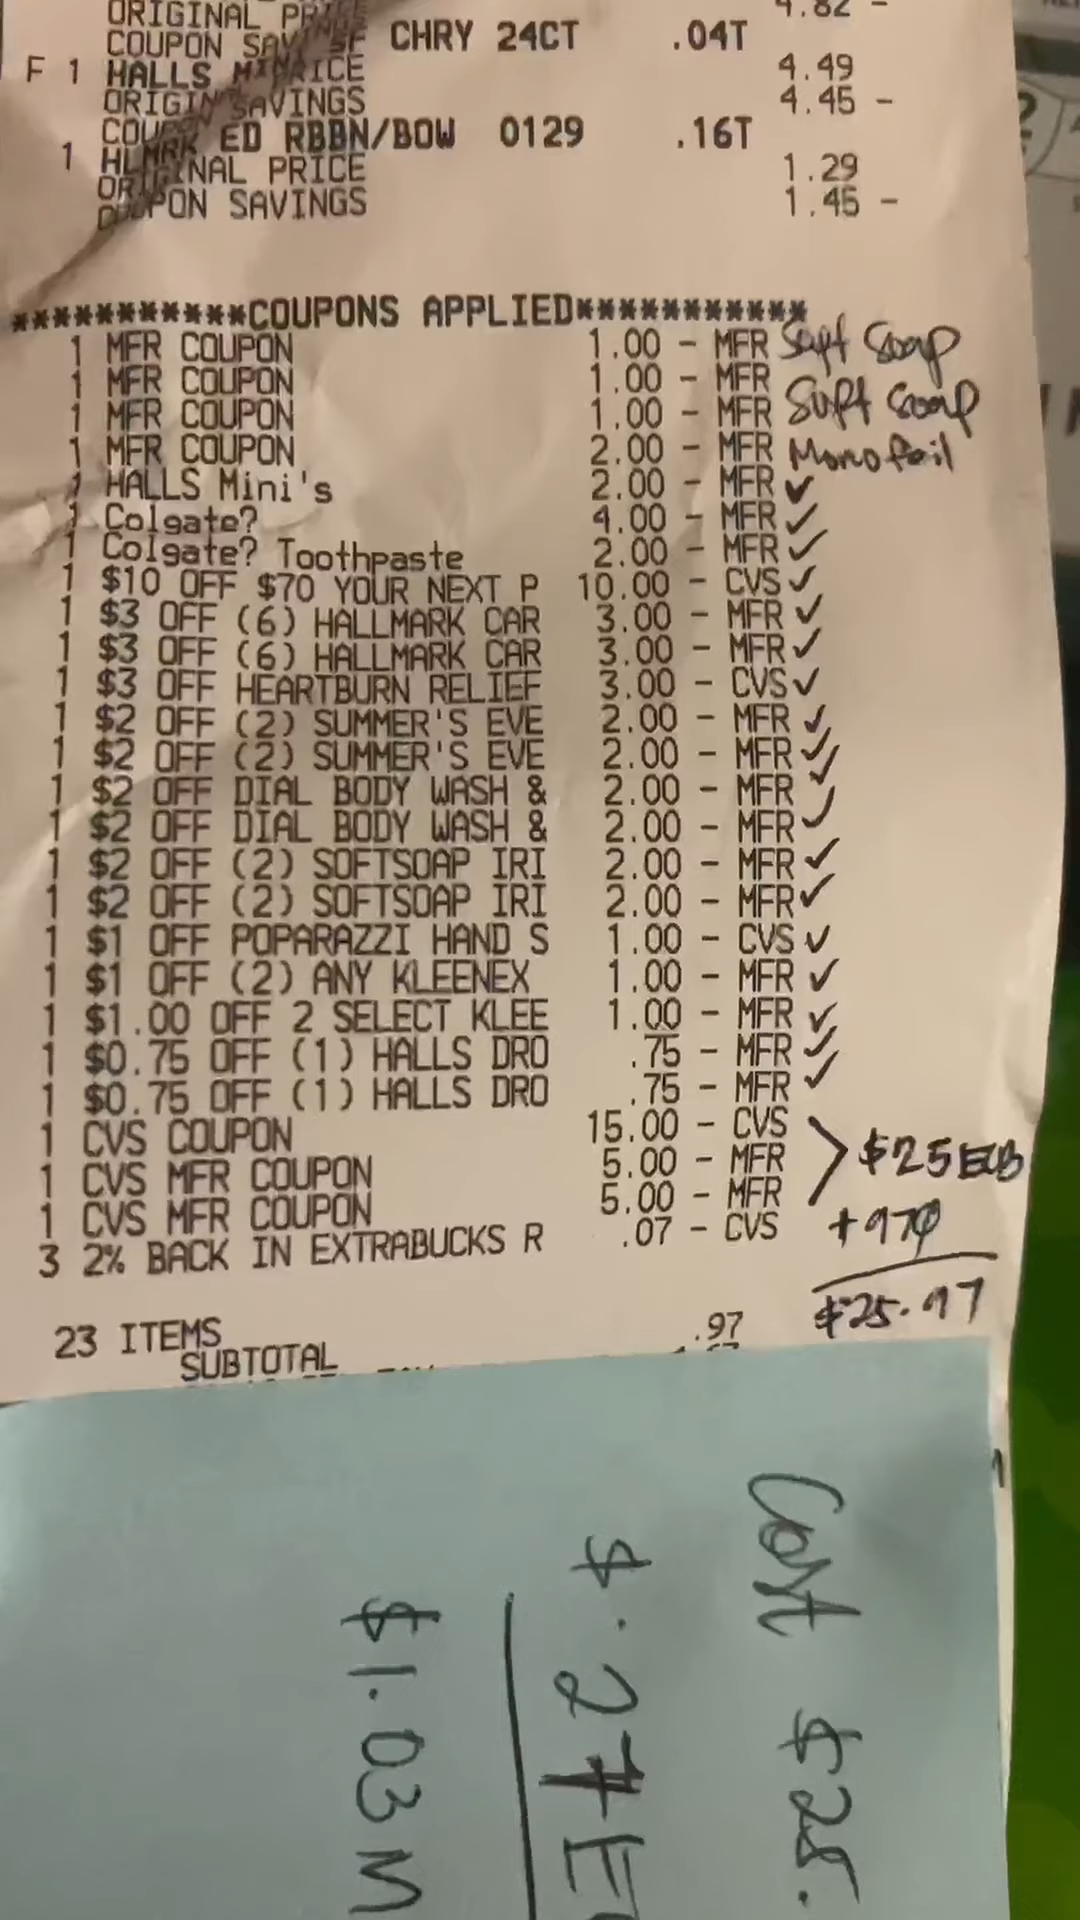 ORIGINAL PRICE 4.82 -
COUPON SAV
F 1 HALLS CHRY 24CT .04T
ORIGIN PRICE 4.49
COUP SAVINGS 4.45 -
1 HLMRK ED RBBN/BOW 0129 .16T
ORIGINAL PRICE 1.29
COUPON SAVINGS 1.45 -
***********COUPONS APPLIED***********
1 MFR COUPON 1.00 - MFR Soft Soap
1 MFR COUPON 1.00 - MFR
1 MFR COUPON 1.00 - MFR Soft Soap
1 MFR COUPON 2.00 - MFR
1 HALLS Mini's 2.00 - MFR ✓
1 Colgate? 4.00 - MFR ✓
1 Colgate? Toothpaste 2.00 - MFR ✓
1 $10 OFF $70 YOUR NEXT P 10.00 - CVS ✓
1 $3 OFF (6) HALLMARK CAR 3.00 - MFR ✓
1 $3 OFF (6) HALLMARK CAR 3.00 - MFR ✓
1 $3 OFF HEARTBURN RELIEF 3.00 - CVS ✓
1 $2 OFF (2) SUMMER'S EVE 2.00 - MFR ✓
1 $2 OFF (2) SUMMER'S EVE 2.00 - MFR ✓
1 $2 OFF DIAL BODY WASH & 2.00 - MFR ✓
1 $2 OFF DIAL BODY WASH & 2.00 - MFR ✓
1 $2 OFF (2) SOFTSOAP IRI 2.00 - MFR ✓
1 $2 OFF (2) SOFTSOAP IRI 2.00 - MFR ✓
1 $1 OFF POPARAZZI HAND S 1.00 - CVS ✓
1 $1 OFF (2) ANY KLEENEX 1.00 - MFR ✓
1 $1.00 OFF 2 SELECT KLEE 1.00 - MFR ✓
1 $0.75 OFF (1) HALLS DRO .75 - MFR ✓
1 $0.75 OFF (1) HALLS DRO .75 - MFR ✓
1 CVS COUPON 15.00 - CVS
1 CVS MFR COUPON 5.00 - MFR > $25 ECB
1 CVS MFR COUPON 5.00 - MFR
3 2% BACK IN EXTRABUCKS R .07 - CVS + 97¢
$25.97
23 ITEMS
SUBTOTAL .97
Cost $25.
$.27 E
$1.03 M